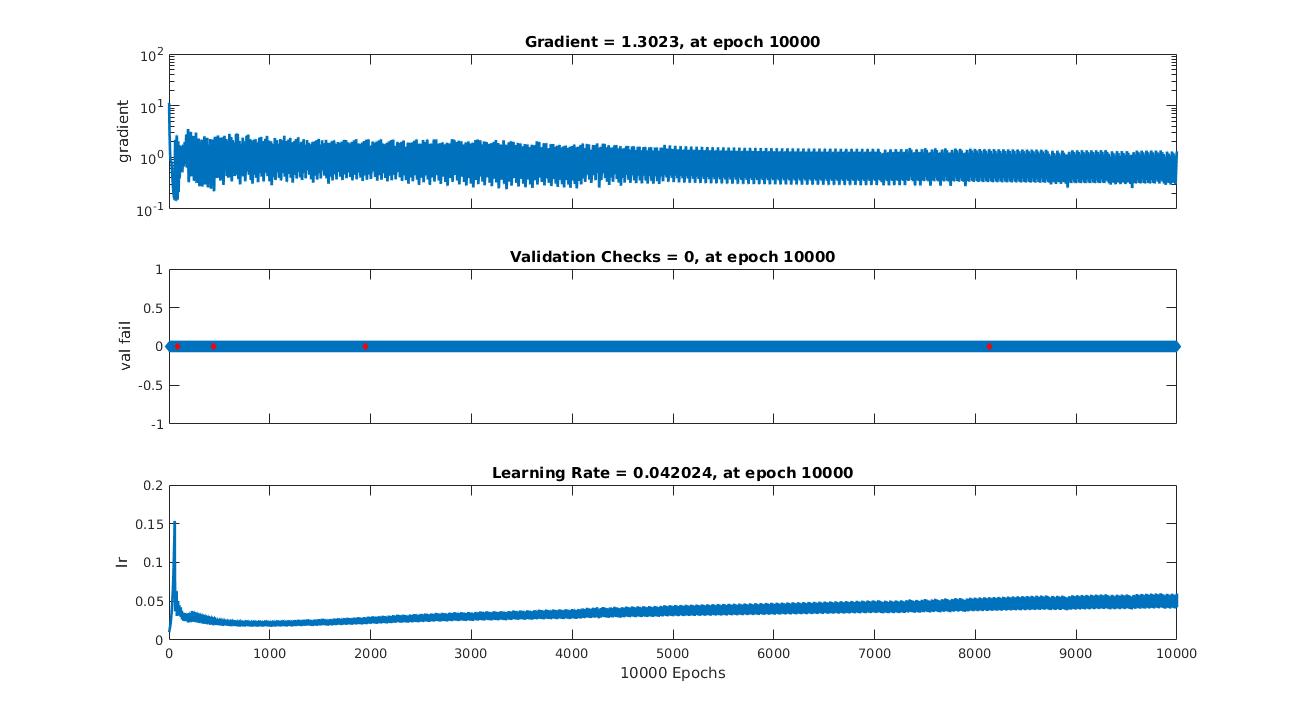 Gradient = 1.3023, at epoch 10000
10^2
10^1
10^0
10^-1
gradient
Validation Checks = 0, at epoch 10000
1
0.5
0
-0.5
-1
val fail
Learning Rate = 0.042024, at epoch 10000
0.2
0.15
0.1
0.05
0
lr
0 1000 2000 3000 4000 5000 6000 7000 8000 9000 10000
10000 Epochs